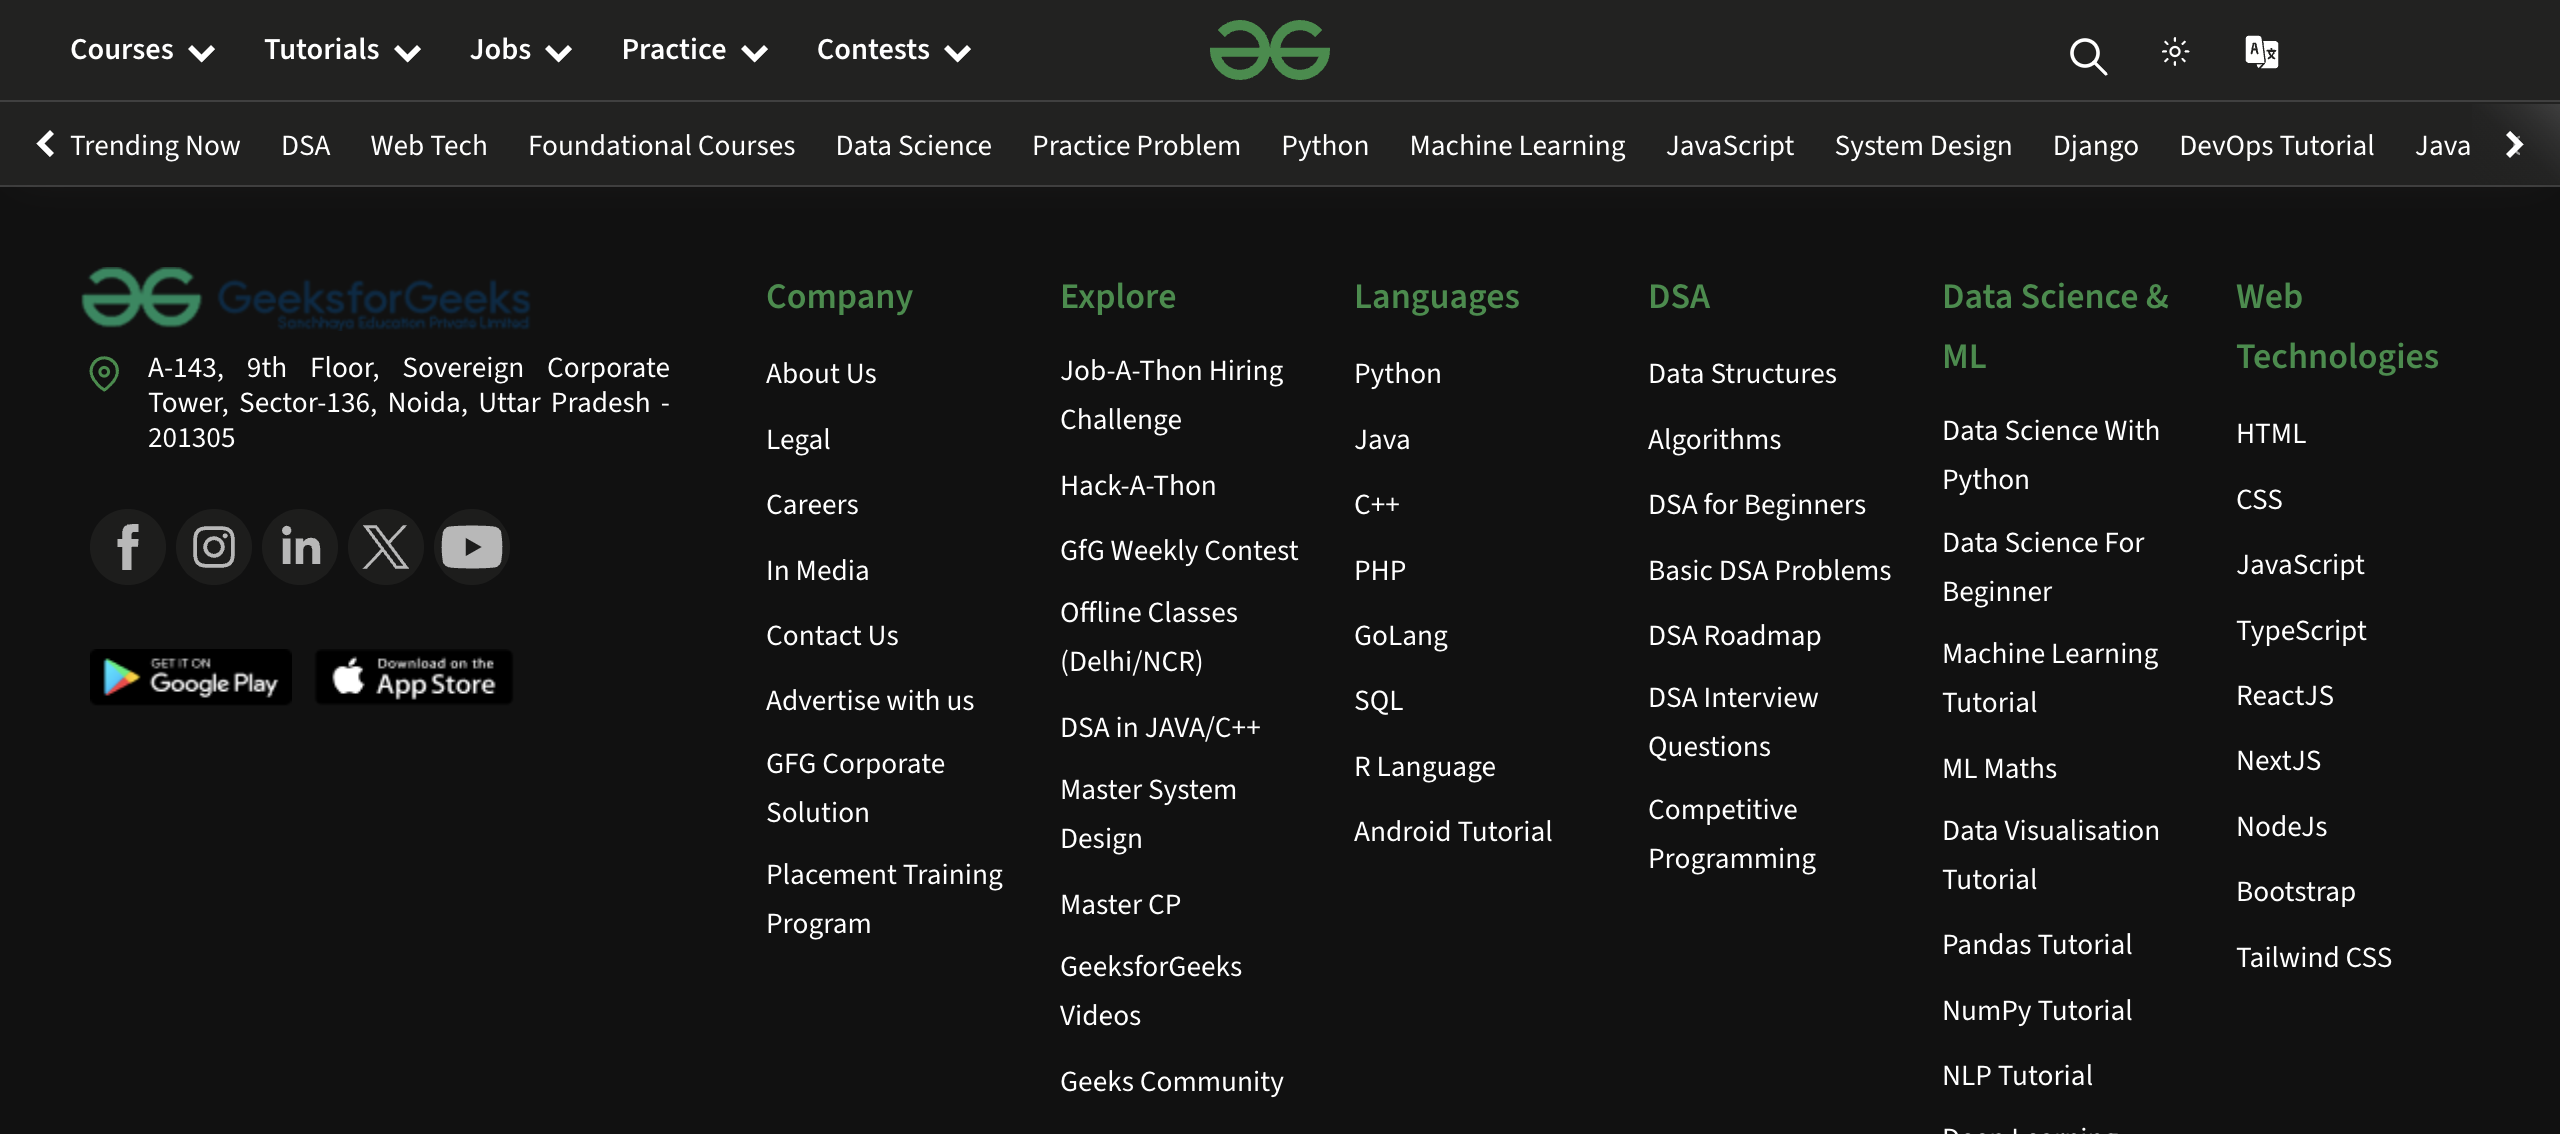 Courses
Tutorials
Jobs
Practice
Contests
Trending Now
DSA
Web Tech
Foundational Courses
Data Science
Practice Problem
Python
Machine Learning
JavaScript
System Design
Django
DevOps Tutorial
Java
GeeksforGeeks
Sanchhaya Education Private Limited
A-143, 9th Floor, Sovereign Corporate
Tower, Sector-136, Noida, Uttar Pradesh -
201305
GET IT ON
Google Play
Download on the
App Store
Company
About Us
Legal
Careers
In Media
Contact Us
Advertise with us
GFG Corporate
Solution
Placement Training
Program
Explore
Job-A-Thon Hiring
Challenge
Hack-A-Thon
GfG Weekly Contest
Offline Classes
(Delhi/NCR)
DSA in JAVA/C++
Master System
Design
Master CP
GeeksforGeeks
Videos
Geeks Community
Languages
Python
Java
C++
PHP
GoLang
SQL
R Language
Android Tutorial
DSA
Data Structures
Algorithms
DSA for Beginners
Basic DSA Problems
DSA Roadmap
DSA Interview
Questions
Competitive
Programming
Data Science &
ML
Data Science With
Python
Data Science For
Beginner
Machine Learning
Tutorial
ML Maths
Data Visualisation
Tutorial
Pandas Tutorial
NumPy Tutorial
NLP Tutorial
Deep Learning
Web
Technologies
HTML
CSS
JavaScript
TypeScript
ReactJS
NextJS
NodeJs
Bootstrap
Tailwind CSS